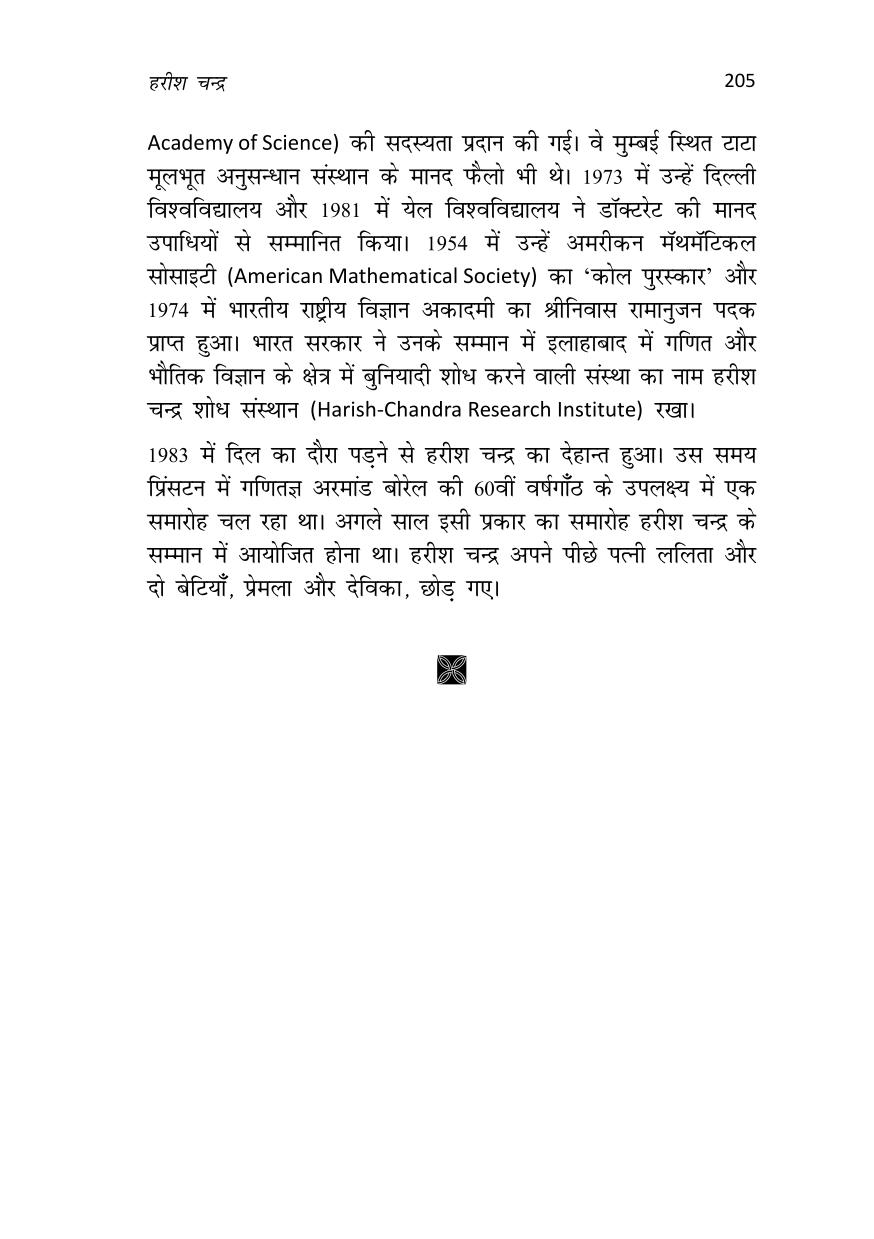 हरीश चन्द्र 205
Academy of Science) की सदस्यता प्रदान की गई। वे मुम्बई स्थित टाटा
मूलभूत अनुसन्धान संस्थान के मानद फैलो भी थे। 1973 में उन्हें दिल्ली
विश्वविद्यालय और 1981 में येल विश्वविद्यालय ने डॉक्टरेट की मानद
उपाधियों से सम्मानित किया। 1954 में उन्हें अमरीकन मॅथमॅटिकल
सोसाइटी (American Mathematical Society) का ‘कोल पुरस्कार’ और
1974 में भारतीय राष्ट्रीय विज्ञान अकादमी का श्रीनिवास रामानुजन पदक
प्राप्त हुआ। भारत सरकार ने उनके सम्मान में इलाहाबाद में गणित और
भौतिक विज्ञान के क्षेत्र में बुनियादी शोध करने वाली संस्था का नाम हरीश
चन्द्र शोध संस्थान (Harish-Chandra Research Institute) रखा।
1983 में दिल का दौरा पड़ने से हरीश चन्द्र का देहान्त हुआ। उस समय
प्रिंसटन में गणितज्ञ अरमांड बोरेल की 60वीं वर्षगाँठ के उपलक्ष्य में एक
समारोह चल रहा था। अगले साल इसी प्रकार का समारोह हरीश चन्द्र के
सम्मान में आयोजित होना था। हरीश चन्द्र अपने पीछे पत्नी ललिता और
दो बेटियाँ, प्रेमला और देविका, छोड़ गए।